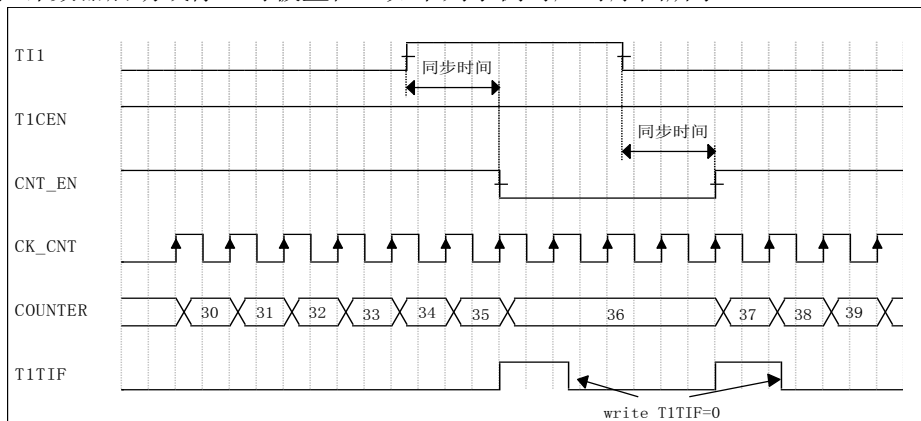 TI1
同步时间
T1CEN
同步时间
CNT_EN
CK_CNT
COUNTER 30 31 32 33 34 35 36 37 38 39
T1TIF
write T1TIF=0